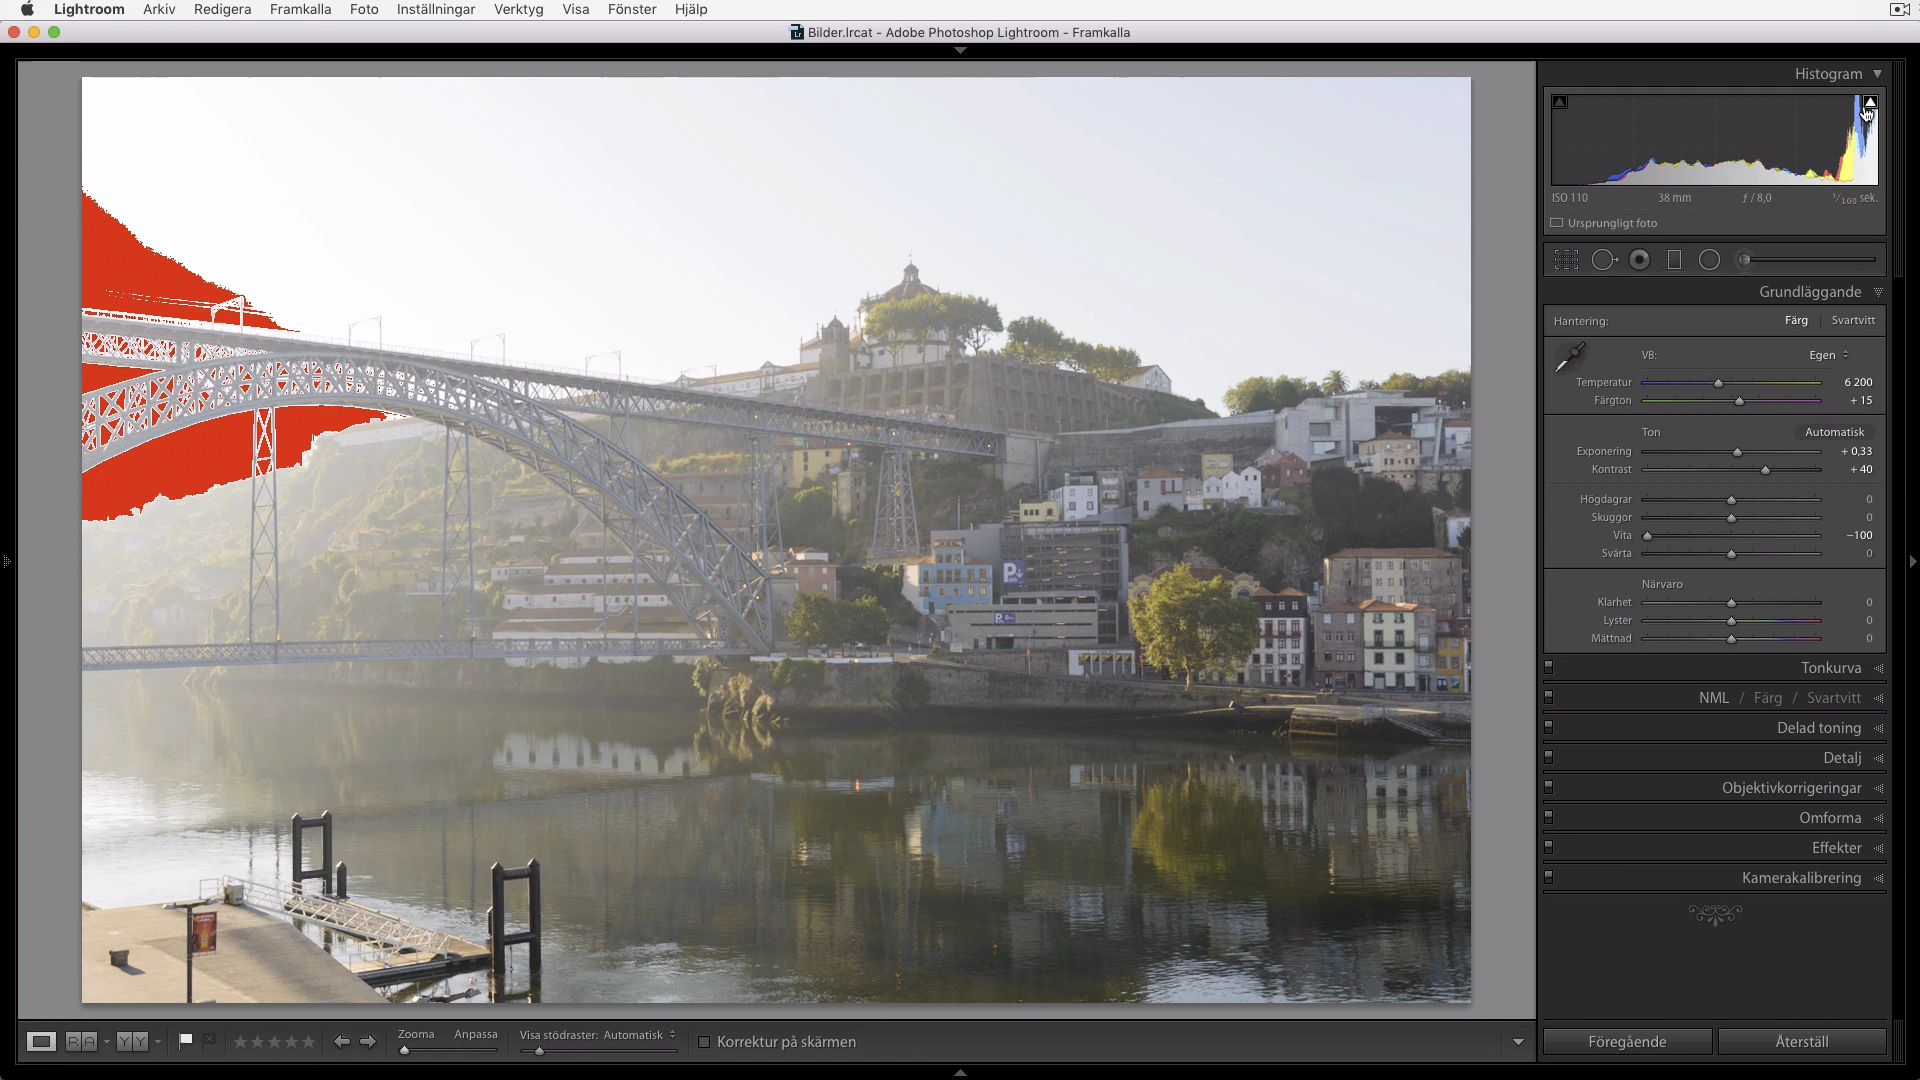 Lightroom Arkiv Redigera Framkalla Foto Inställningar Verktyg Visa Fönster Hjälp
Bilder.lrcat - Adobe Photoshop Lightroom - Framkalla
Histogram
ISO 110 38 mm ƒ / 8,0 1/100 sek.
Ursprungligt foto
Grundläggande
Hantering: Färg Svartvitt
VB: Egen
Temperatur 6 200
Färgton + 15
Ton Automatisk
Exponering + 0,33
Kontrast + 40
Högdagrar 0
Skuggor 0
Vita −100
Svärta 0
Närvaro
Klarhet 0
Lyster 0
Mättnad 0
Tonkurva
NML / Färg / Svartvitt
Delad toning
Detalj
Objektivkorrigeringar
Omforma
Effekter
Kamerakalibrering
P
P
R A Y Y Zooma Anpassa Visa stödraster: Automatisk Korrektur på skärmen
Föregående Återställ